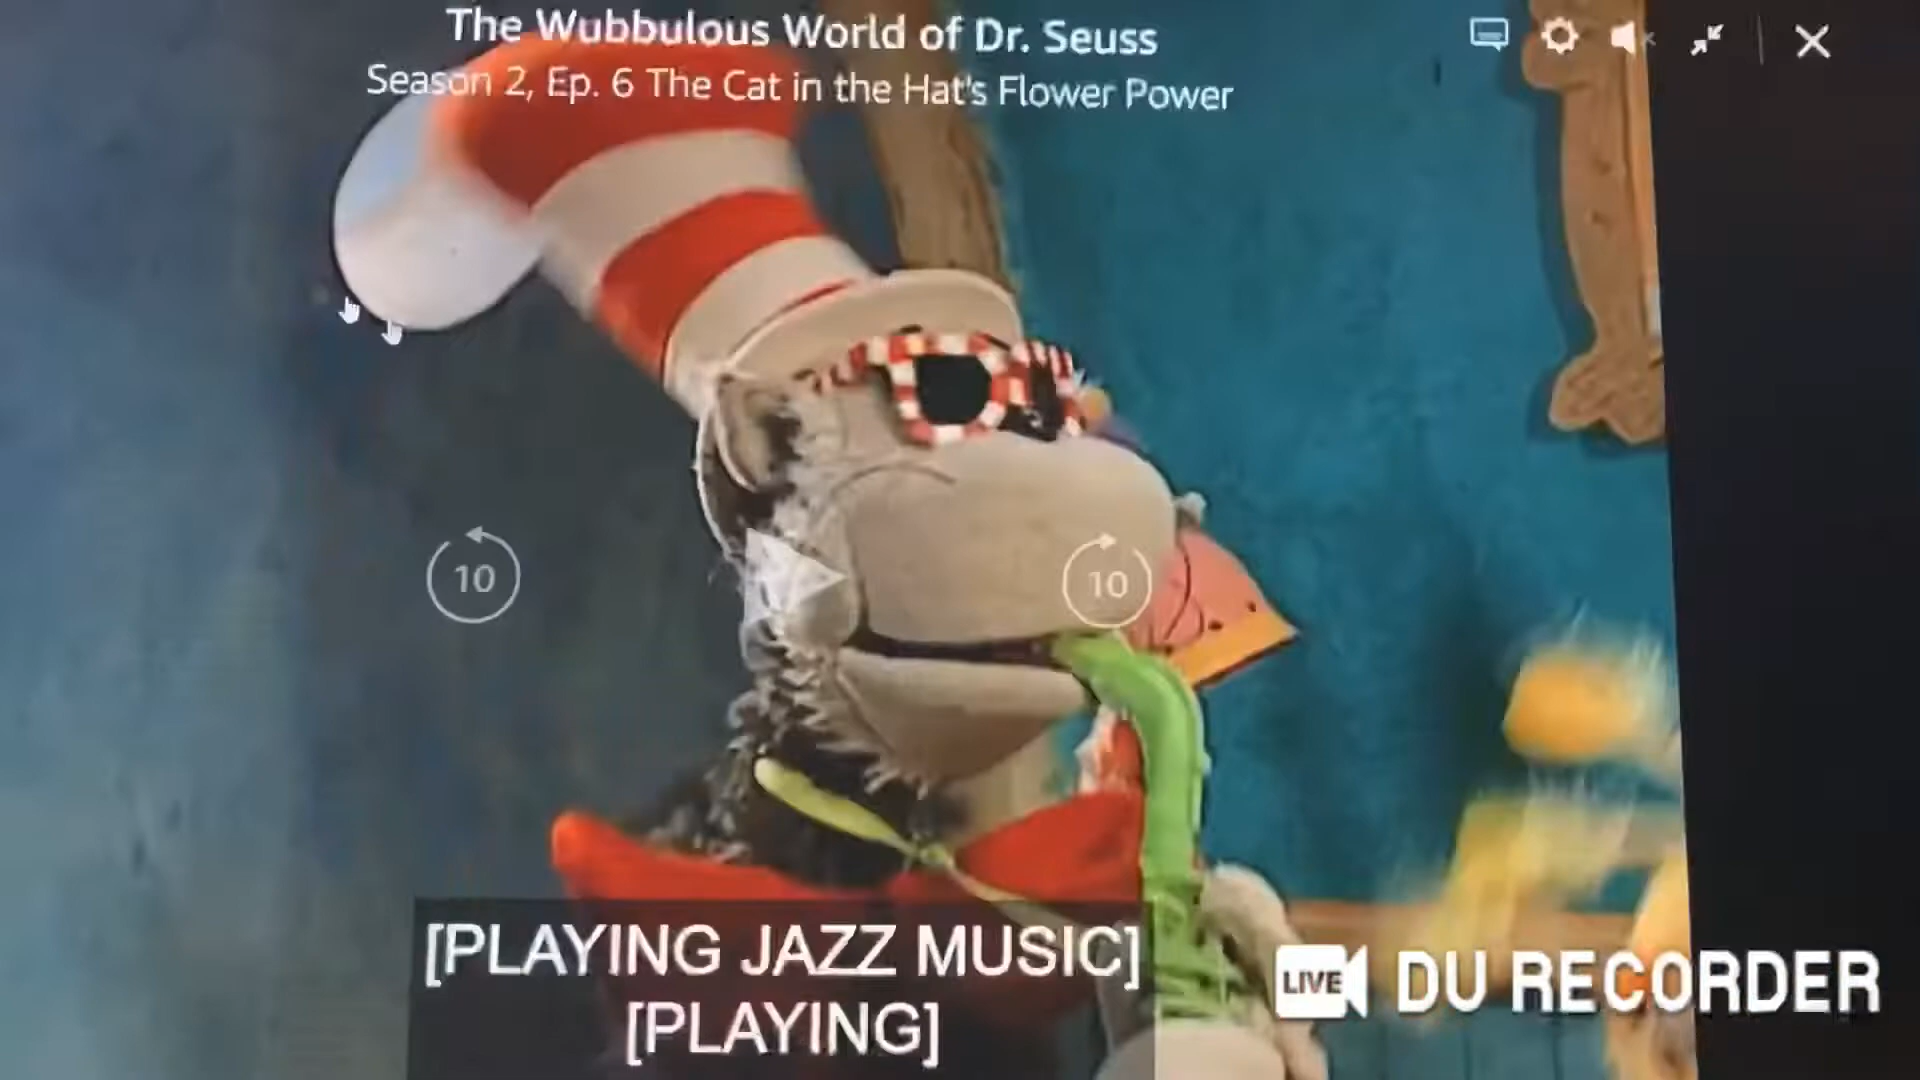 The Wubbulous World of Dr. Seuss
Season 2, Ep. 6 The Cat in the Hat's Flower Power
10
10
[PLAYING JAZZ MUSIC]
[PLAYING]
LIVE DU RECORDER